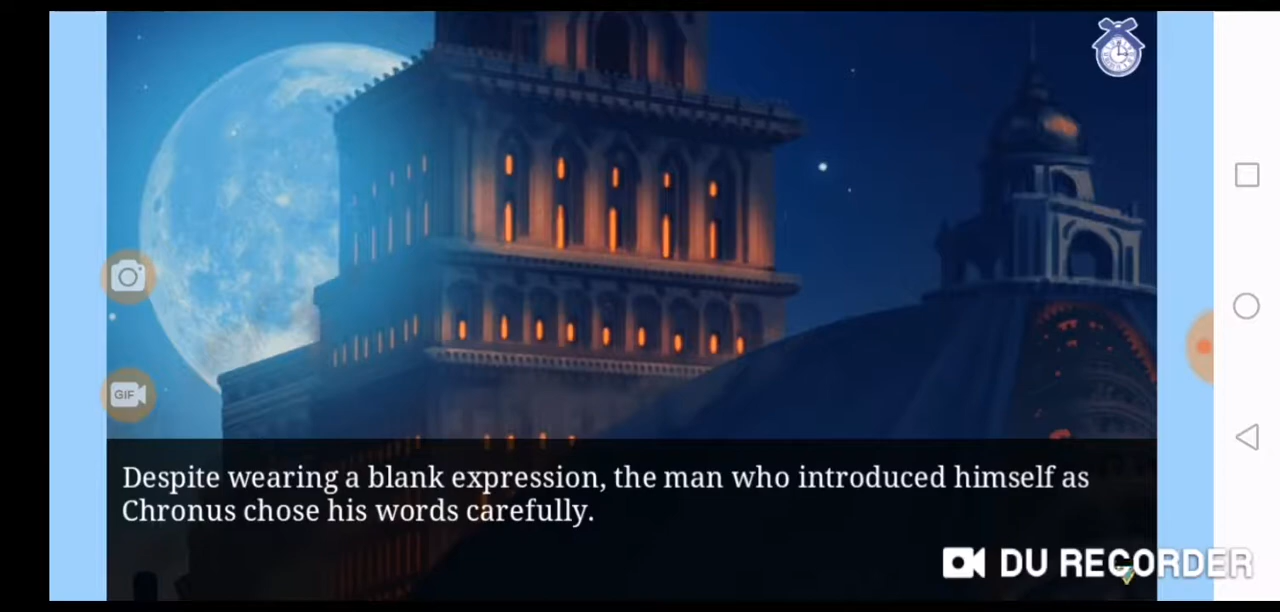 GIF
Despite wearing a blank expression, the man who introduced himself as
Chronus chose his words carefully.
DU RECORDER